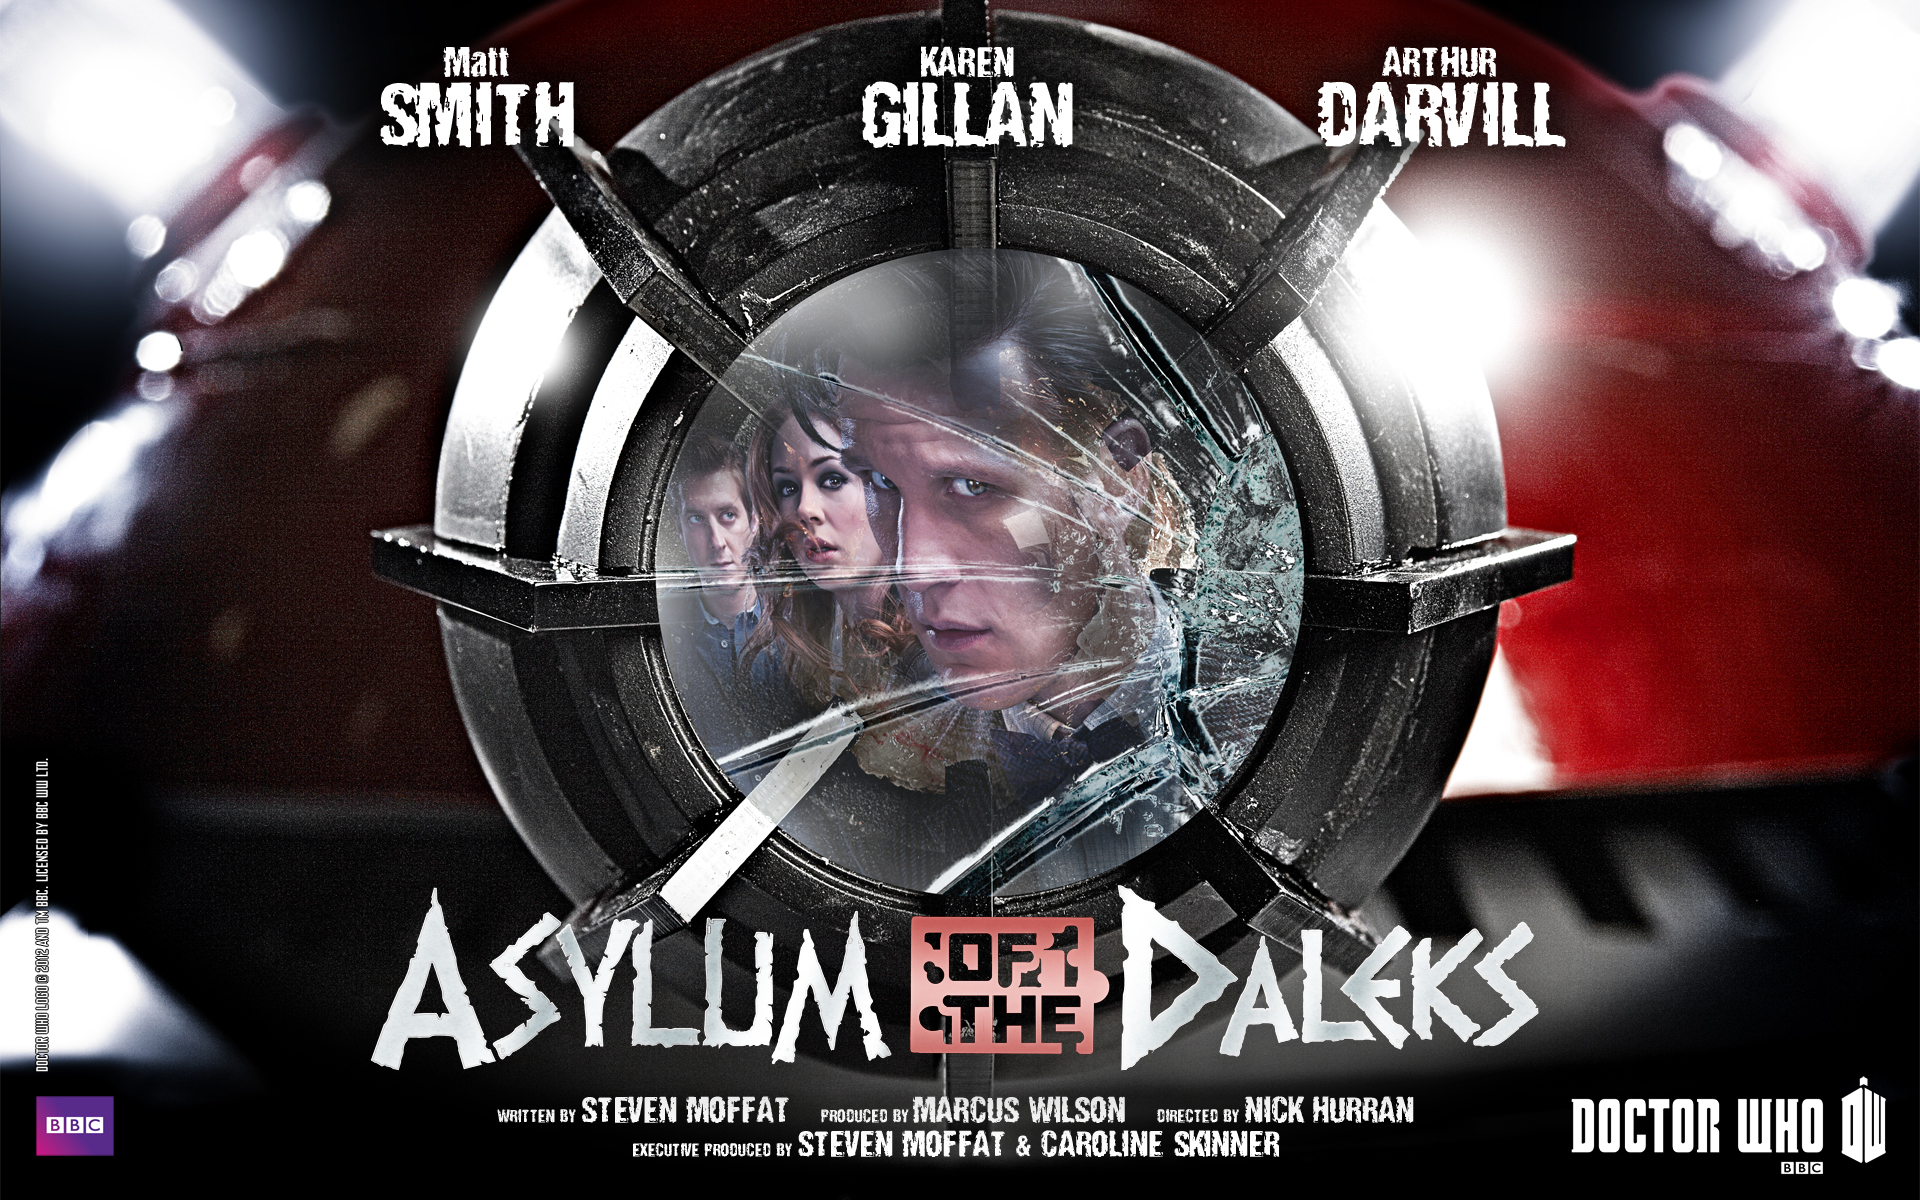 Matt
SMITH
KAREN
GILLAN
ARTHUR
DARVILL
ASYLUM OF THE DALEKS
WRITTEN BY STEVEN MOFFAT PRODUCED BY MARCUS WILSON DIRECTED BY NICK HURRAN
EXECUTIVE PRODUCED BY STEVEN MOFFAT & CAROLINE SKINNER
DOCTOR WHO LOGO © 2012 AND TM BBC. LICENSED BY BBC WW LTD.
BBC
DOCTOR WHO DW
BBC